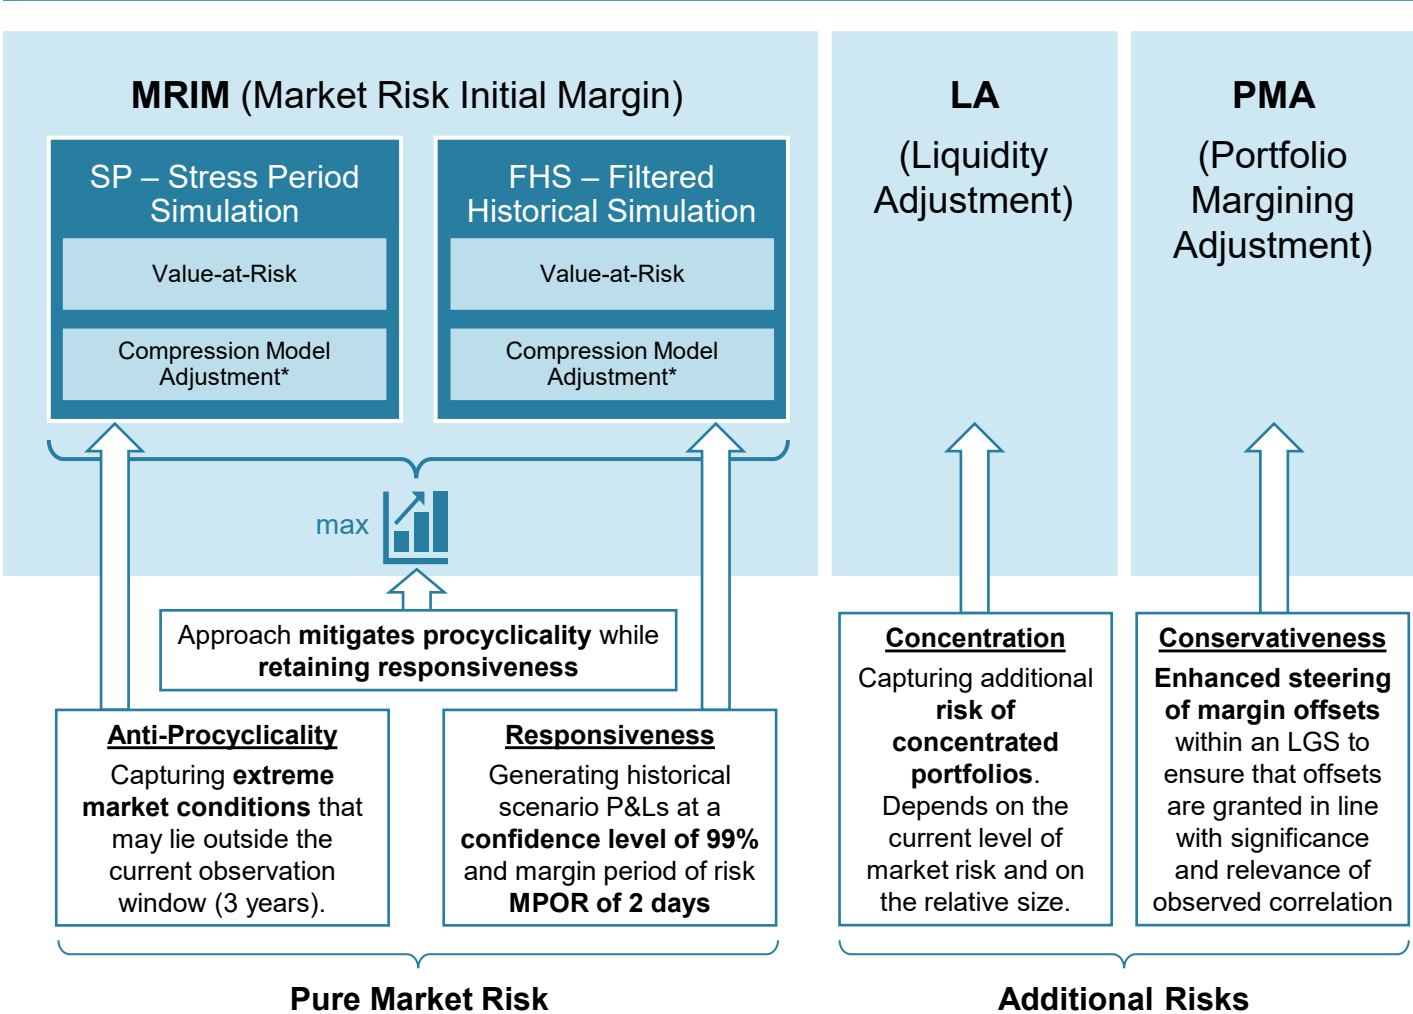 MRIM (Market Risk Initial Margin)
SP – Stress Period
Simulation
Value-at-Risk
Compression Model
Adjustment*
FHS – Filtered
Historical Simulation
Value-at-Risk
Compression Model
Adjustment*
max
Approach mitigates procyclicality while
retaining responsiveness
Anti-Procyclicality
Capturing extreme
market conditions that
may lie outside the
current observation
window (3 years).
Responsiveness
Generating historical
scenario P&Ls at a
confidence level of 99%
and margin period of risk
MPOR of 2 days
Pure Market Risk
LA
(Liquidity
Adjustment)
Concentration
Capturing additional
risk of
concentrated
portfolios.
Depends on the
current level of
market risk and on
the relative size.
PMA
(Portfolio
Margining
Adjustment)
Conservativeness
Enhanced steering
of margin offsets
within an LGS to
ensure that offsets
are granted in line
with significance
and relevance of
observed correlation
Additional Risks